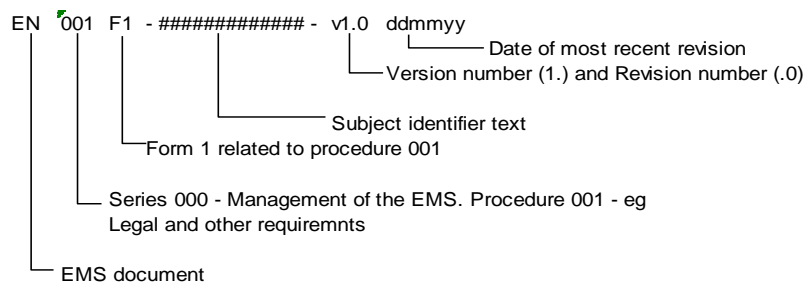 EN 001 F1 - ############# - v1.0 ddmmyy
Date of most recent revision
Version number (1.) and Revision number (.0)
Subject identifier text
Form 1 related to procedure 001
Series 000 - Management of the EMS. Procedure 001 - eg
Legal and other requiremnts
EMS document